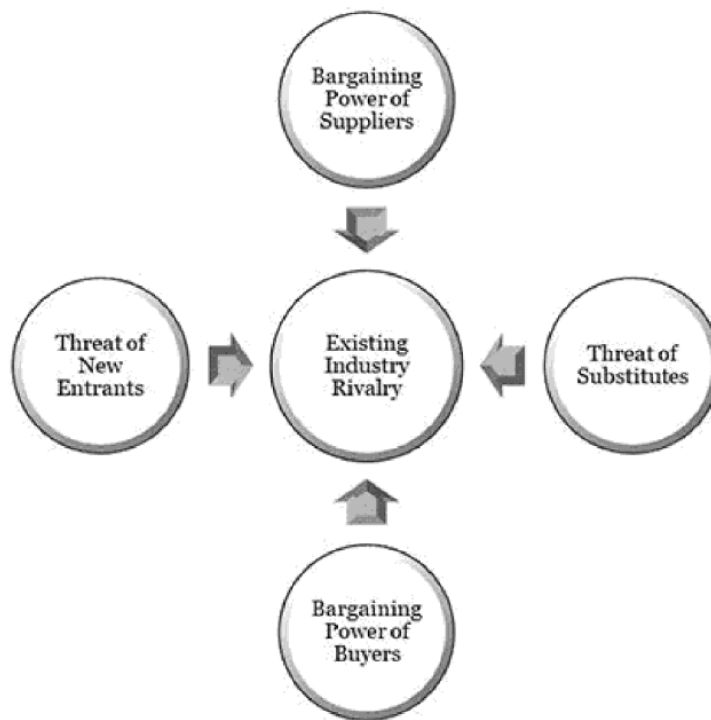 Bargaining
Power of
Suppliers
Threat of
New
Entrants
Existing
Industry
Rivalry
Threat of
Substitutes
Bargaining
Power of
Buyers